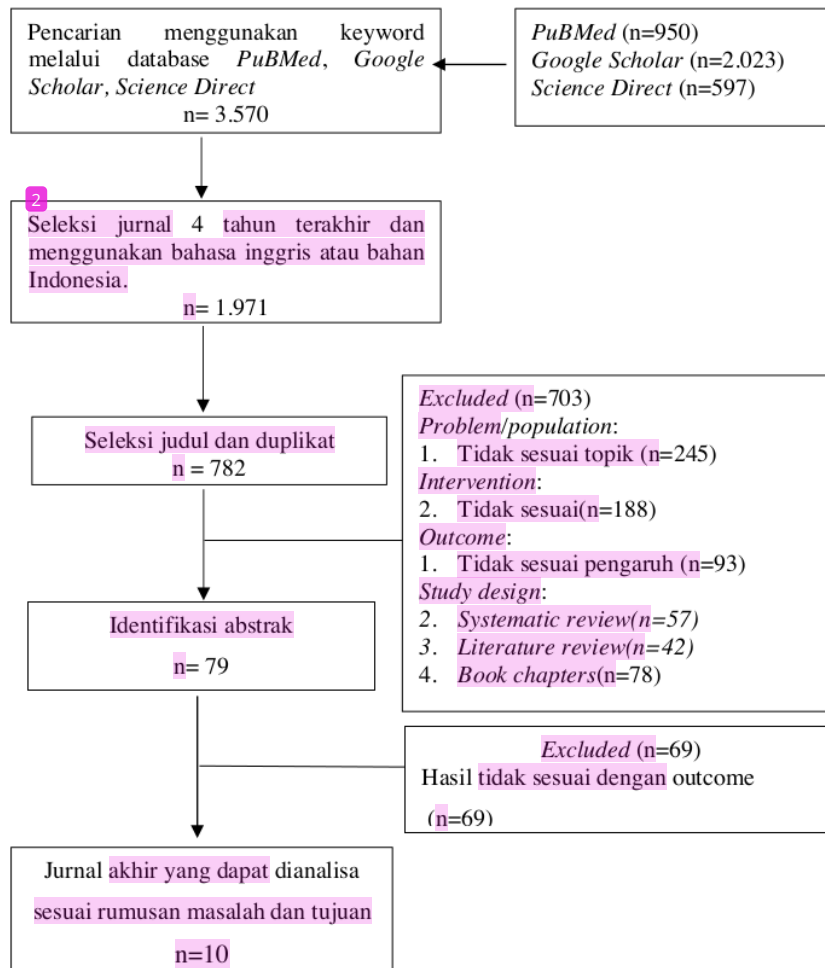 Pencarian menggunakan keyword
melalui database PuBMed, Google
Scholar, Science Direct
n= 3.570
PuBMed (n=950)
Google Scholar (n=2.023)
Science Direct (n=597)
2
Seleksi jurnal 4 tahun terakhir dan
menggunakan bahasa inggris atau bahan
Indonesia.
n= 1.971
Seleksi judul dan duplikat
n = 782
Excluded (n=703)
Problem/population:
1. Tidak sesuai topik (n=245)
Intervention:
2. Tidak sesuai(n=188)
Outcome:
1. Tidak sesuai pengaruh (n=93)
Study design:
2. Systematic review(n=57)
3. Literature review(n=42)
4. Book chapters(n=78)
Identifikasi abstrak
n= 79
Excluded (n=69)
Hasil tidak sesuai dengan outcome
(n=69)
Jurnal akhir yang dapat dianalisa
sesuai rumusan masalah dan tujuan
n=10